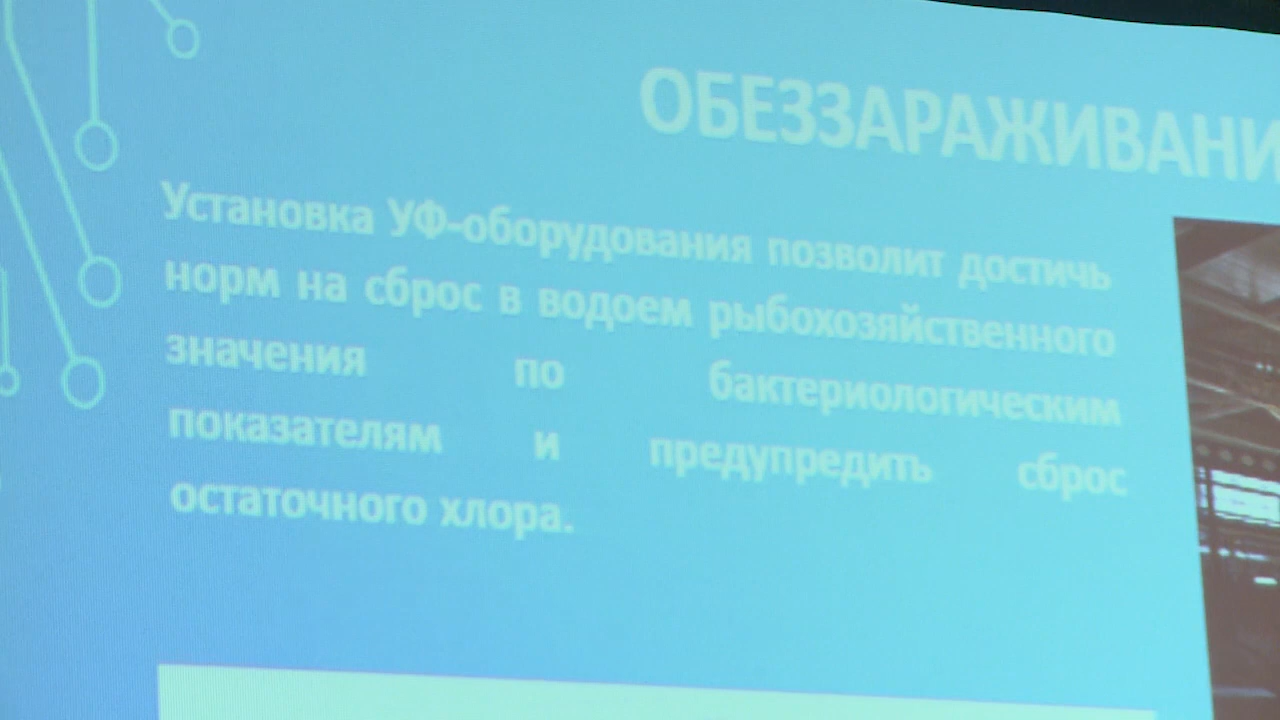 ОБЕЗЗАРАЖИВАНИ
Установка УФ-оборудования позволит достичь
норм на сброс в водоем рыбохозяйственного
значения по бактериологическим
показателям и предупредить сброс
остаточного хлора.